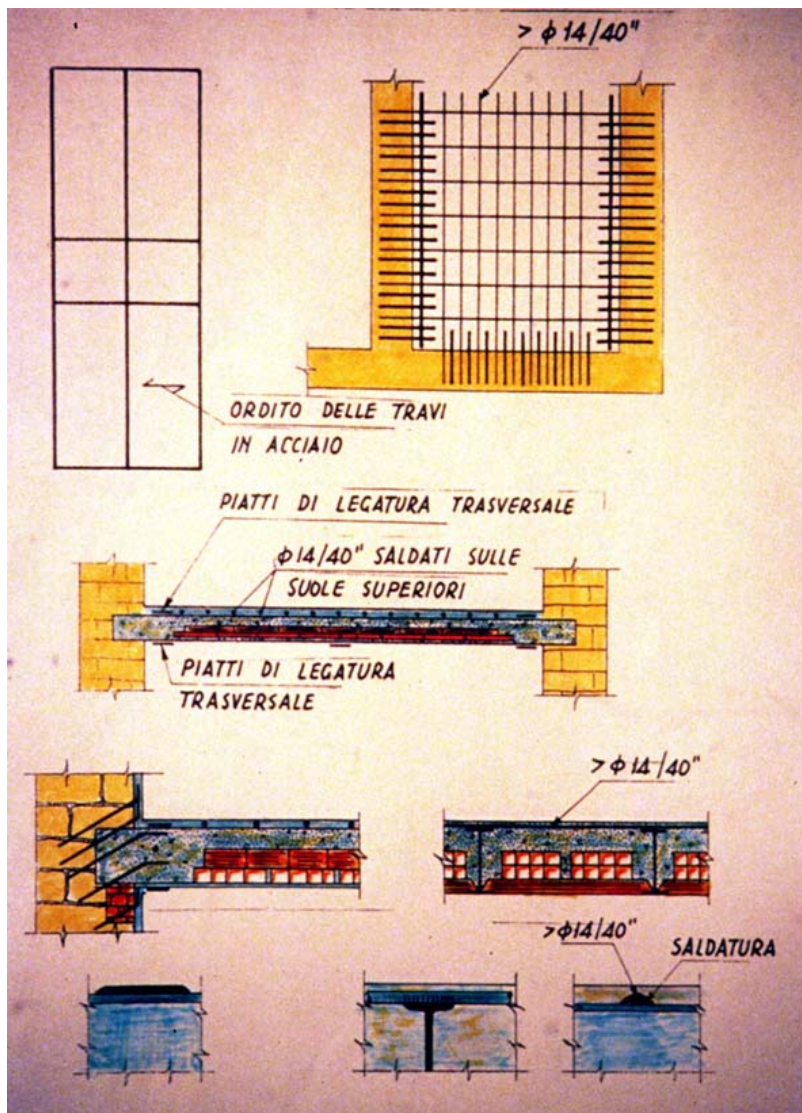 > ϕ 14/40"
ORDITO DELLE TRAVI
IN ACCIAIO
PIATTI DI LEGATURA TRASVERSALE
ϕ 14/40" SALDATI SULLE
SUOLE SUPERIORI
PIATTI DI LEGATURA
TRASVERSALE
> ϕ 14/40"
> ϕ 14/40"
SALDATURA